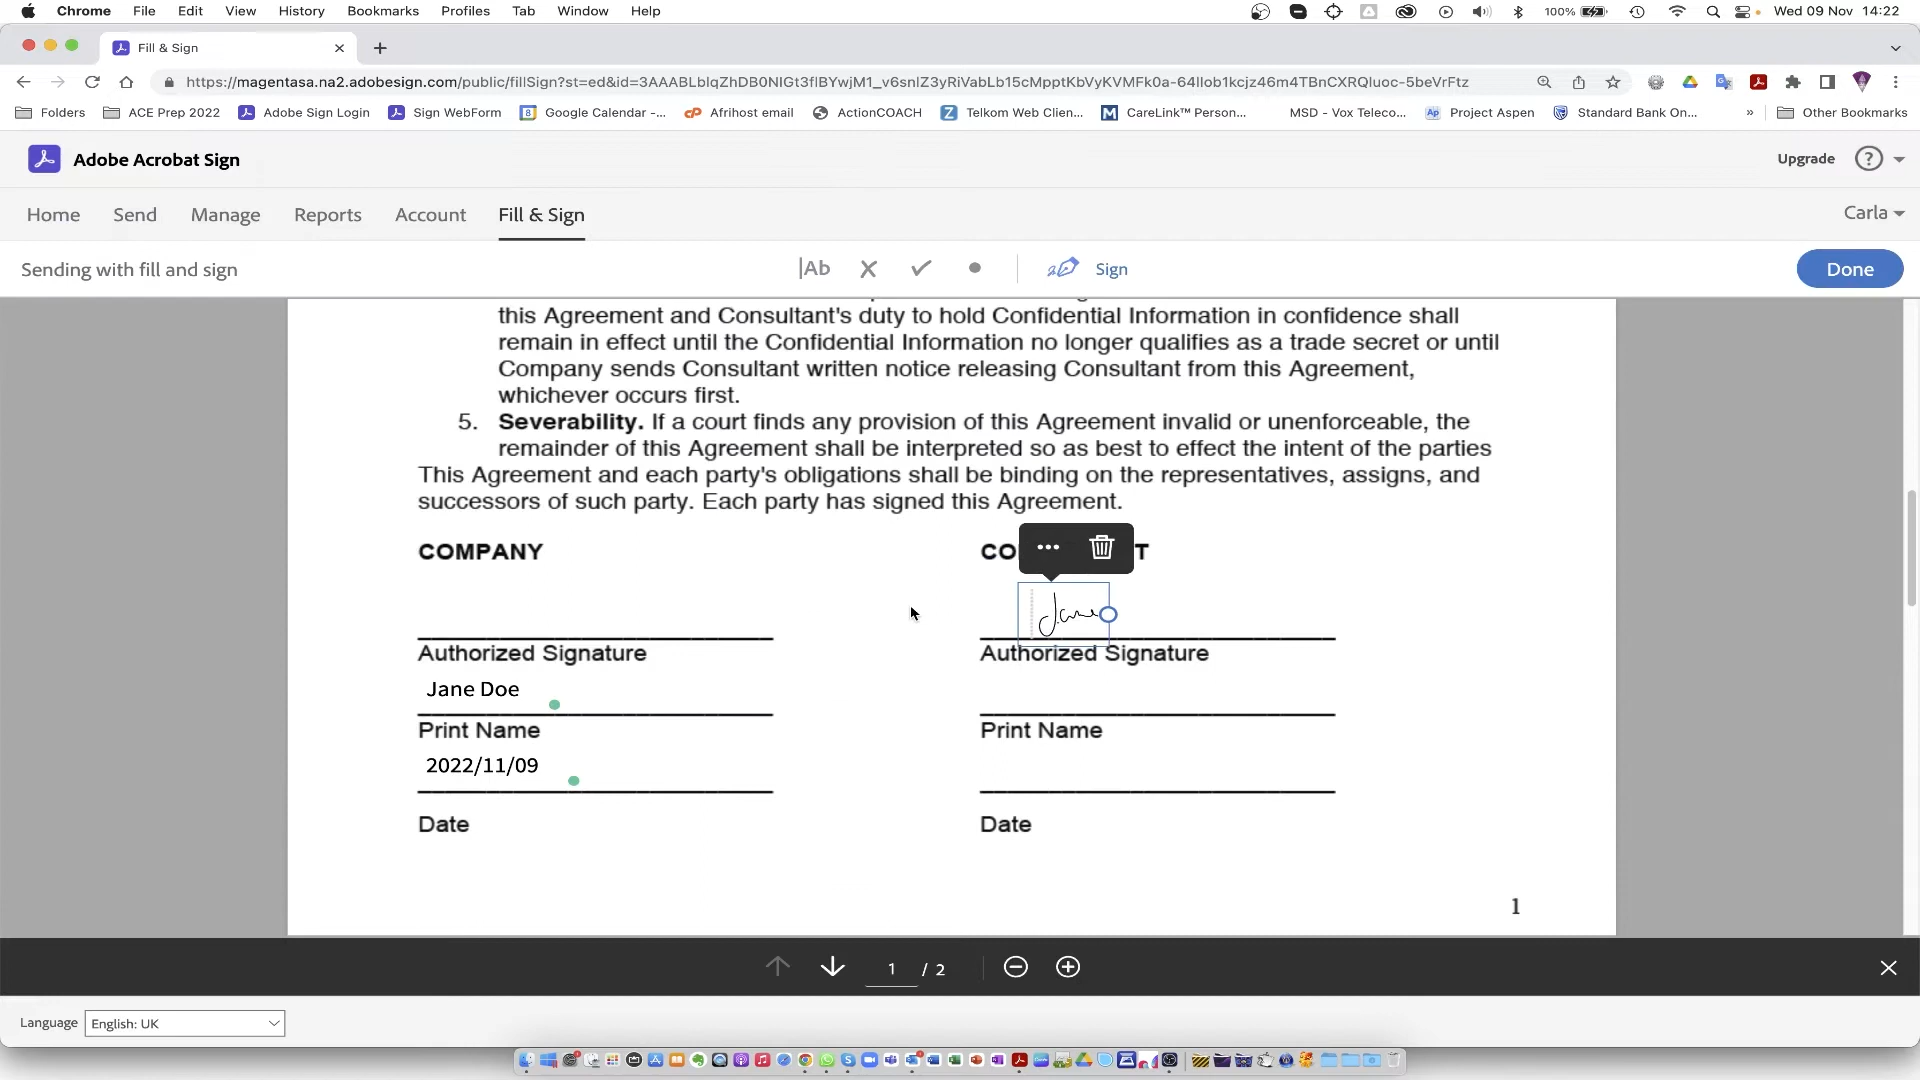 Chrome File Edit View History Bookmarks Profiles Tab Window Help 100% Wed 09 Nov 14:22
Fill & Sign
https://magentasa.na2.adobesign.com/public/fillSign?st=ed&id=3AAABLblqZhDB0NIGt3flBYwjM1_v6snlZ3yRiVabLb15cMpptKbVyKVMFk0a-64lIob1kcjz46m4TBnCXRQluoc-5beVrFtz
Folders ACE Prep 2022 Adobe Sign Login Sign WebForm Google Calendar -... Afrihost email ActionCOACH Telkom Web Clien... CareLink™ Person... MSD - Vox Teleco... Project Aspen Standard Bank On... » Other Bookmarks
Adobe Acrobat Sign Upgrade
Home Send Manage Reports Account Fill & Sign Carla
Sending with fill and sign Ab Sign Done
this Agreement and Consultant's duty to hold Confidential Information in confidence shall
remain in effect until the Confidential Information no longer qualifies as a trade secret or until
Company sends Consultant written notice releasing Consultant from this Agreement,
whichever occurs first.
5. Severability. If a court finds any provision of this Agreement invalid or unenforceable, the
remainder of this Agreement shall be interpreted so as best to effect the intent of the parties
This Agreement and each party's obligations shall be binding on the representatives, assigns, and
successors of such party. Each party has signed this Agreement.
COMPANY CO T
Jane
Authorized Signature Authorized Signature
Jane Doe
Print Name Print Name
2022/11/09
Date Date
1
1 / 2
Language English: UK